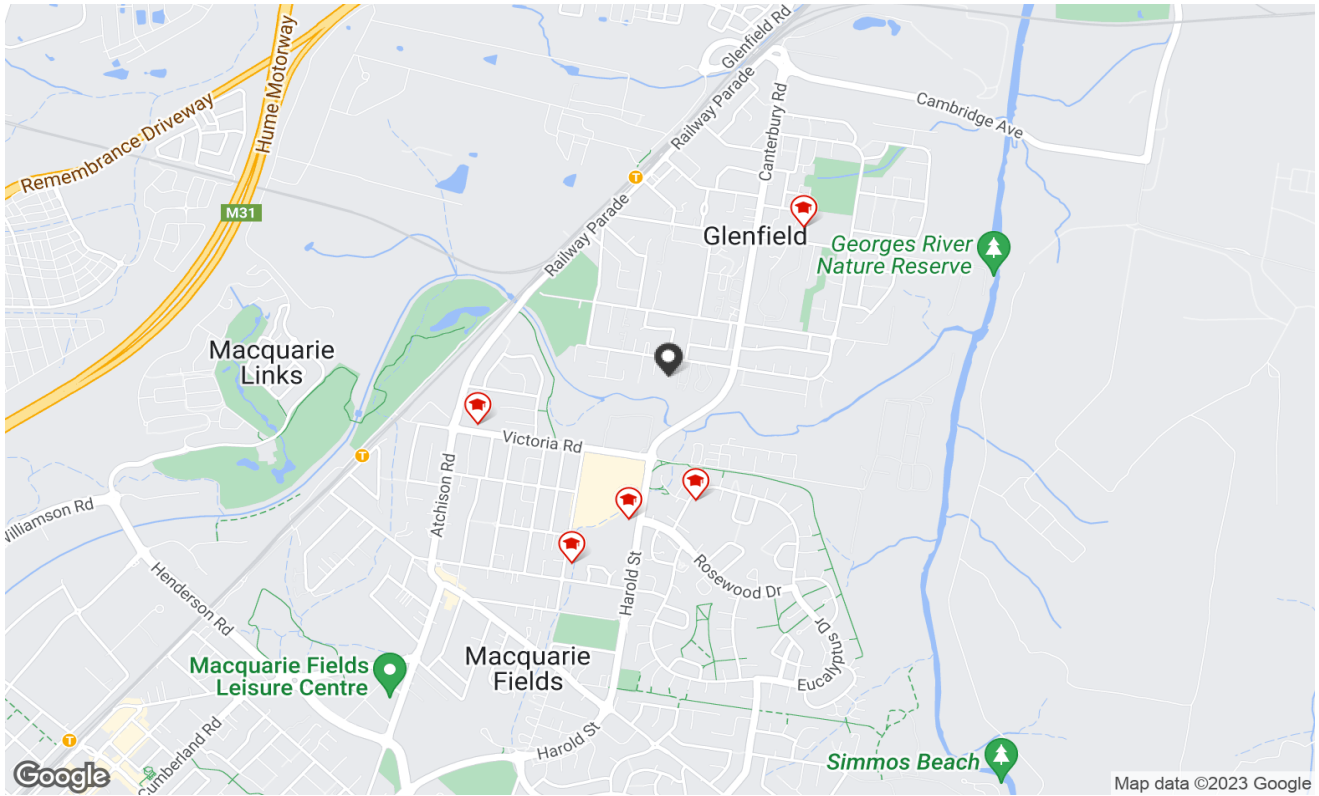 Glenfield Rd
Railway Parade
Canterbury Rd
Cambridge Ave
Remembrance Driveway
Hume Motorway
M31
T
Railway Parade
Glenfield
Georges River
Nature Reserve
Macquarie
Links
Victoria Rd
T
Atchison Rd
Williamson Rd
Henderson Rd
Harold St
Rosewood Dr
Eucalyptus Dr
Macquarie Fields
Leisure Centre
Macquarie
Fields
Cumberland Rd
T
Harold St
Simmos Beach
Google
Map data ©2023 Google